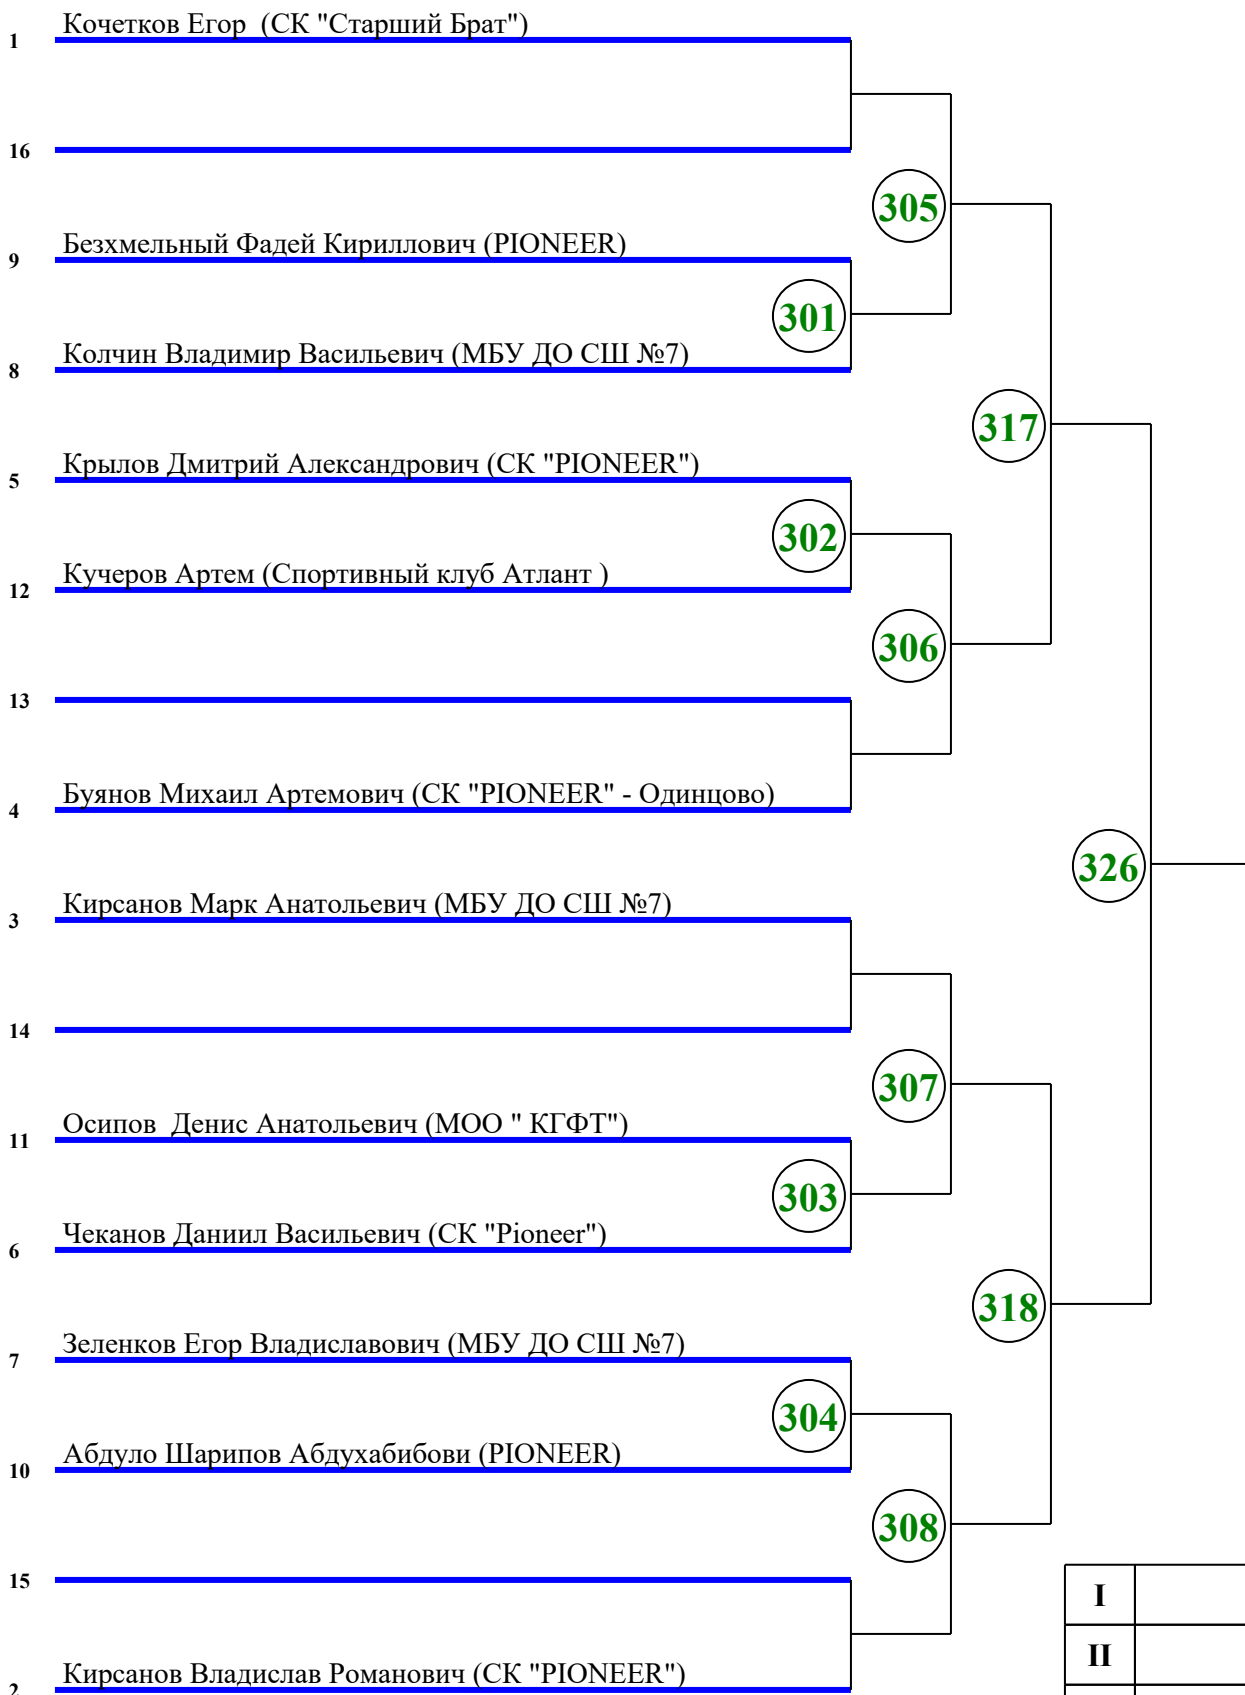 Кочетков Егор  (СК "Старший Брат")
1
16
305
Безхмельный Фадей Кириллович (PIONEER)
9
301
Колчин Владимир Васильевич (МБУ ДО СШ №7)
8
317
Крылов Дмитрий Александрович (СК "PIONEER")
5
302
Кучеров Артем (Спортивный клуб Атлант )
12
306
13
Буянов Михаил Артемович (СК "PIONEER" - Одинцово)
4
326
Кирсанов Марк Анатольевич (МБУ ДО СШ №7)
3
14
307
Осипов  Денис Анатольевич (МОО " КГФТ")
11
303
Чеканов Даниил Васильевич (СК "Pioneer")
6
318
Зеленков Егор Владиславович (МБУ ДО СШ №7)
7
304
Абдуло Шарипов Абдухабибови (PIONEER)
10
308
15
I
II
Кирсанов Владислав Романович (СК "PIONEER")
2